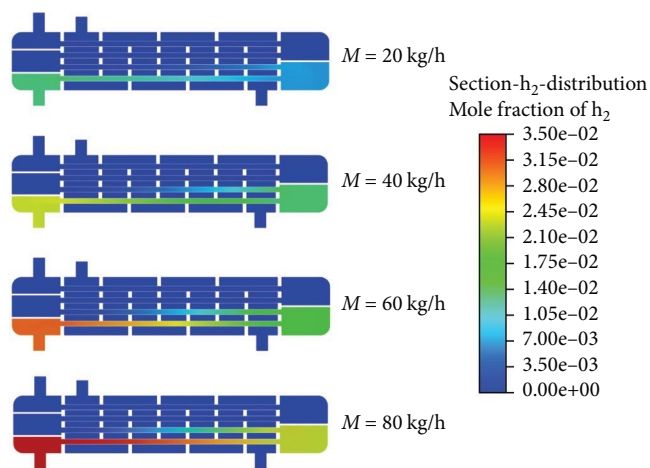 M = 20 kg/h
M = 40 kg/h
M = 60 kg/h
M = 80 kg/h
Section-h₂-distribution
Mole fraction of h₂
3.50e–02
3.15e–02
2.80e–02
2.45e–02
2.10e–02
1.75e–02
1.40e–02
1.05e–02
7.00e–03
3.50e–03
0.00e+00